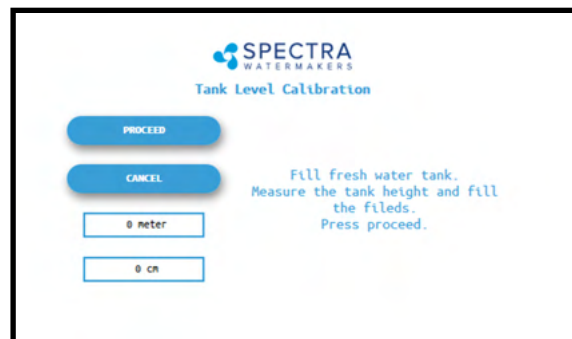 SPECTRA
WATERMAKERS
Tank Level Calibration
PROCEED
CANCEL
0 meter
0 cm
Fill fresh water tank.
Measure the tank height and fill
the fileds.
Press proceed.